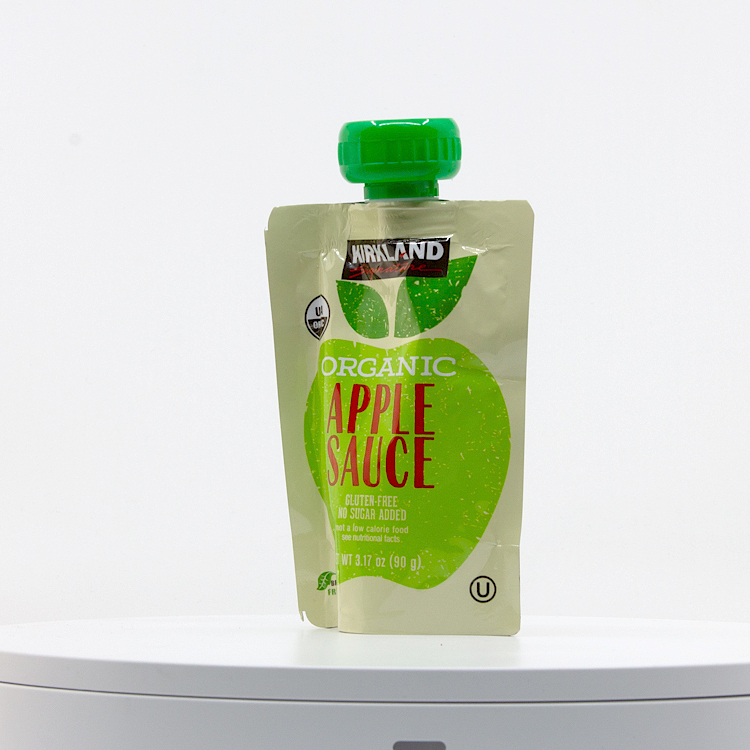 KIRKLAND
Signature
ORGANIC
APPLE
SAUCE
GLUTEN-FREE
NO SUGAR ADDED
a low calorie food
see nutritional facts.
WT 3.17 oz (90 g)
U